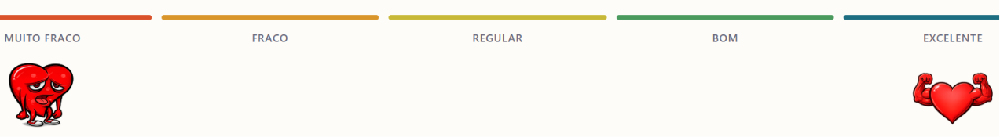 MUITO FRACO
FRACO
REGULAR
BOM
EXCELENTE